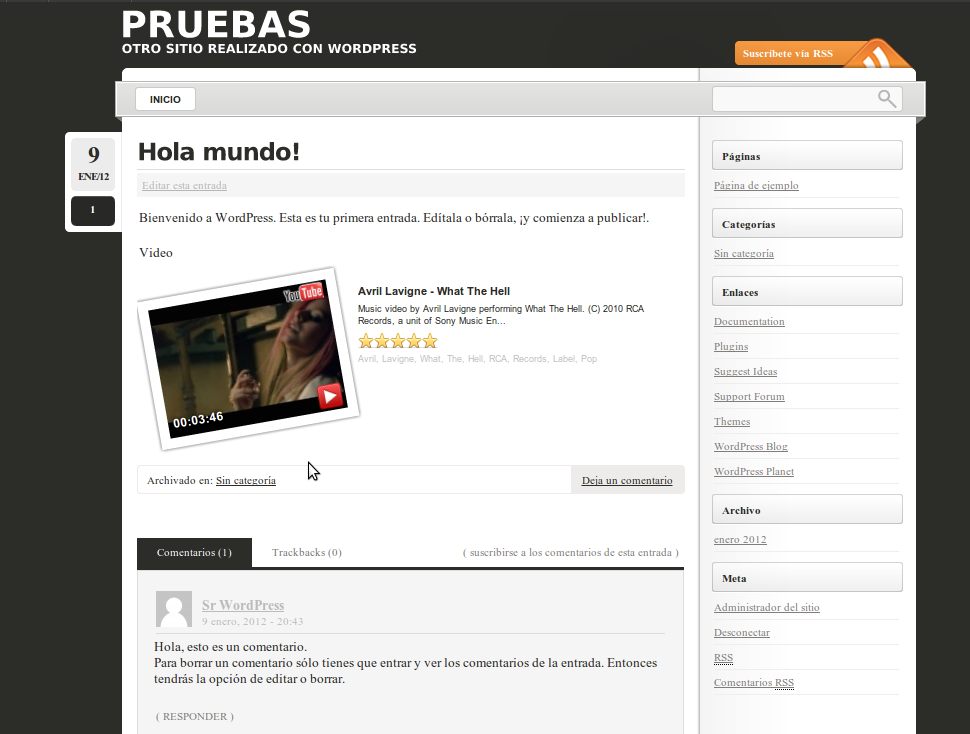 PRUEBAS
OTRO SITIO REALIZADO CON WORDPRESS
Suscríbete vía RSS
INICIO
9
ENE/12
1
Hola mundo!
Editar esta entrada
Bienvenido a WordPress. Esta es tu primera entrada. Edítala o bórrala, ¡y comienza a publicar!.
Video
YouTube
00:03:46
Avril Lavigne - What The Hell
Music video by Avril Lavigne performing What The Hell. (C) 2010 RCA
Records, a unit of Sony Music En...
Avril, Lavigne, What, The, Hell, RCA, Records, Label, Pop
Archivado en: Sin categoría
Deja un comentario
Comentarios (1)
Trackbacks (0)
( suscribirse a los comentarios de esta entrada )
Sr WordPress
9 enero, 2012 - 20:43
Hola, esto es un comentario.
Para borrar un comentario sólo tienes que entrar y ver los comentarios de la entrada. Entonces
tendrás la opción de editar o borrar.
( RESPONDER )
Páginas
Página de ejemplo
Categorías
Sin categoría
Enlaces
Documentation
Plugins
Suggest Ideas
Support Forum
Themes
WordPress Blog
WordPress Planet
Archivo
enero 2012
Meta
Administrador del sitio
Desconectar
RSS
Comentarios RSS